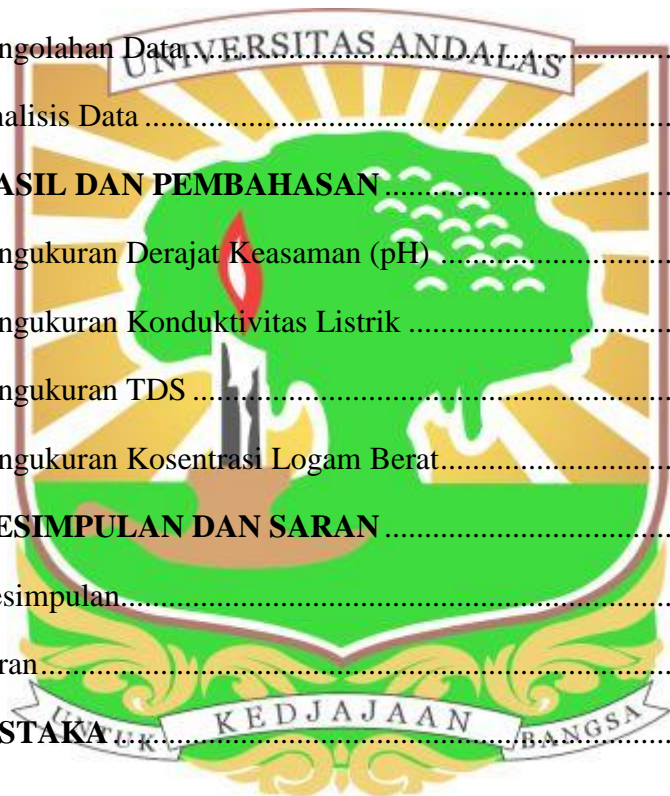 UNIVERSITAS ANDALAS
ngolahan Data........................
nalisis Data........................
ASIL DAN PEMBAHASAN........................
ngukuran Derajat Keasaman (pH)........................
ngukuran Konduktivitas Listrik........................
ngukuran TDS........................
ngukuran Kosentrasi Logam Berat........................
ESIMPULAN DAN SARAN........................
esimpulan........................
ran........................
STAKA........................
UNTUK KEDJAJAAN BANGSA